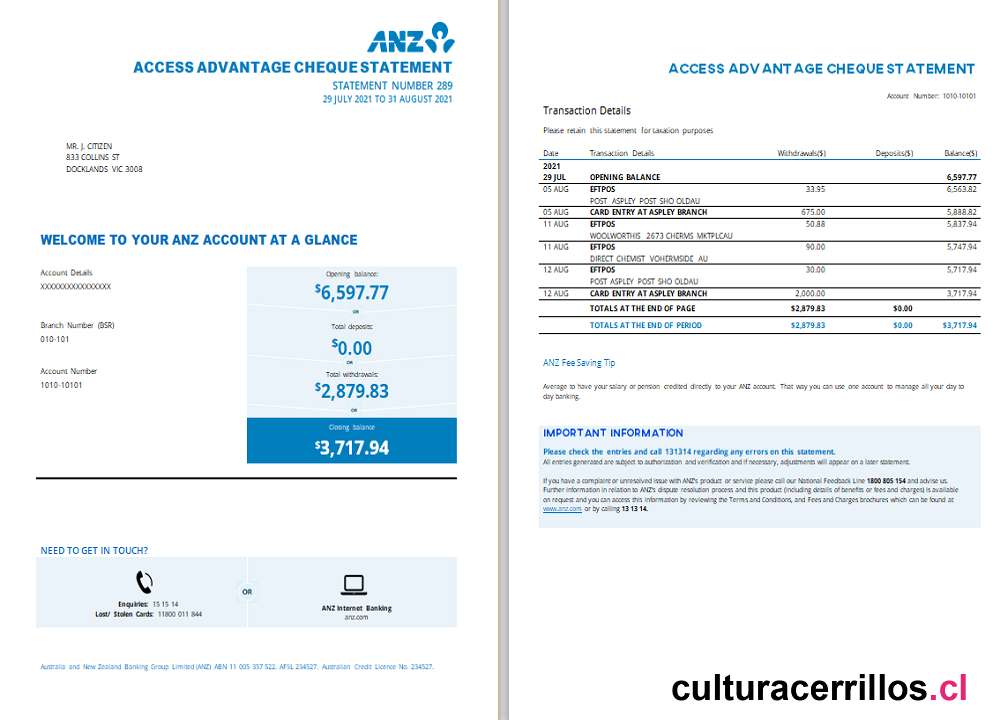 ANZ
ACCESS ADVANTAGE CHEQUE STATEMENT
STATEMENT NUMBER 289
29 JULY 2021 TO 31 AUGUST 2021
MR. J. CITIZEN
833 COLLINS ST
DOCKLANDS VIC 3008
WELCOME TO YOUR ANZ ACCOUNT AT A GLANCE
Account Details
XXXXXXXXXXXXXXXX
Branch Number (BSR)
010-101
Account Number
1010-10101
Opening balance:
$6,597.77
OR
Total deposits:
$0.00
OR
Total withdrawals:
$2,879.83
OR
Closing balance
$3,717.94
NEED TO GET IN TOUCH?
Enquiries: 15 15 14
Lost/ Stolen Cards: 11800 011 844
OR
ANZ Internet Banking
anz.com
Australia and New Zealand Banking Group Limited (ANZ) ABN 11 005 357 522. AFSL 234527. Australian Credit Licence No. 234527.
ACCESS ADVANTAGE CHEQUE STATEMENT
Account Number: 1010-10101
Transaction Details
Please retain this statement for taxation purposes
Date Transaction Details Withdrawals($) Deposits($) Balance($)
2021
29 JUL OPENING BALANCE 6,597.77
05 AUG EFTPOS 33.95 6,563.82
POST ASPLEY POST SHO OLDAU
05 AUG CARD ENTRY AT ASPLEY BRANCH 675.00 5,888.82
11 AUG EFTPOS 50.88 5,837.94
WOOLWORTHIS 2673 CHERMS MKTPLCAU
11 AUG EFTPOS 90.00 5,747.94
DIRECT CHEMIST VOHERMSIDE AU
12 AUG EFTPOS 30.00 5,717.94
POST ASPLEY POST SHO OLDAU
12 AUG CARD ENTRY AT ASPLEY BRANCH 2,000.00 3,717.94
TOTALS AT THE END OF PAGE $2,879.83 $0.00
TOTALS AT THE END OF PERIOD $2,879.83 $0.00 $3,717.94
ANZ Fee Saving Tip
Average to have your salary or pension credited directly to your ANZ account. That way you can use one account to manage all your day to
day banking.
IMPORTANT INFORMATION
Please check the entries and call 131314 regarding any errors on this statement.
All entries generated are subject to authorization and verification and if necessary, adjustments will appear on a later statement.
If you have a complaint or unresolved issue with ANZ's product or service please call our National Feedback Line 1800 805 154 and advise us.
Further information in relation to ANZ's dispute resolution process and this product (including details of benefits or fees and charges) is available
on request and you can access this information by reviewing the Terms and Conditions, and Fees and Charges brochures which can be found at
www.anz.com or by calling 13 13 14.
culturacerrillos.cl